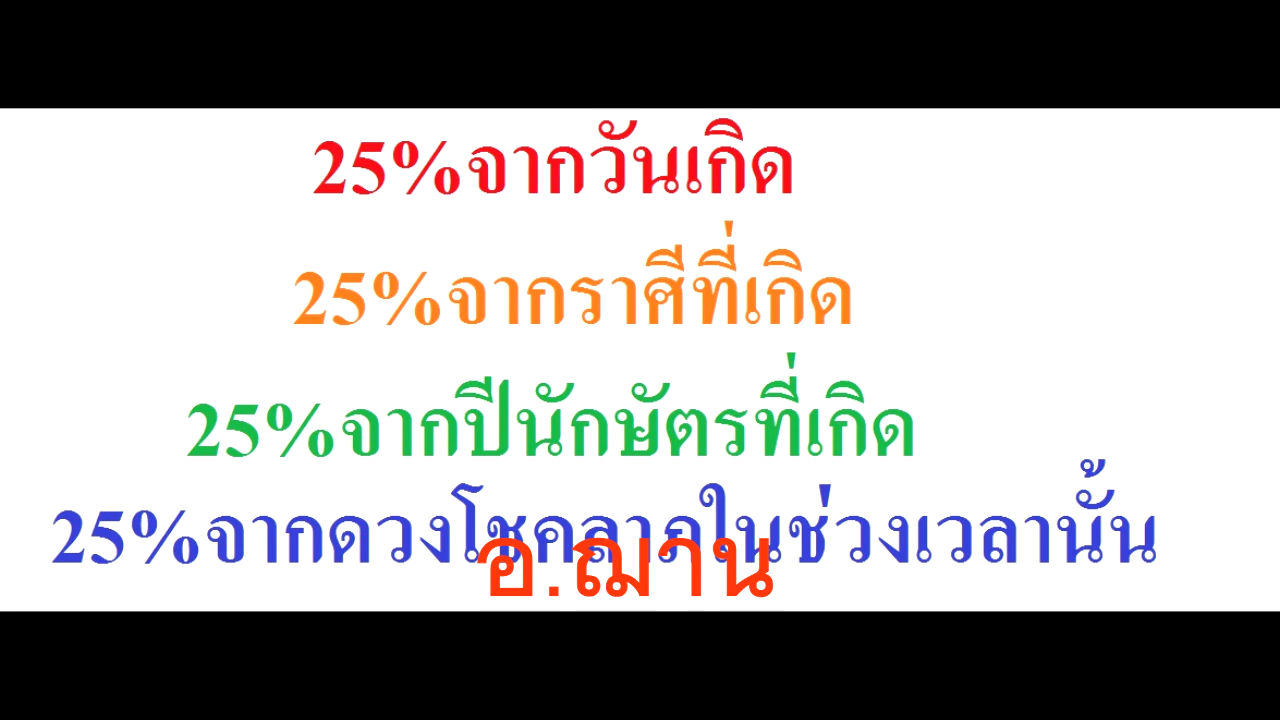 25%จากวันเกิด
25%จากราศีที่เกิด
25%จากปีนักษัตรที่เกิด
25%จากดวงโชคลาภในช่วงเวลานั้น
อ.ฌาน